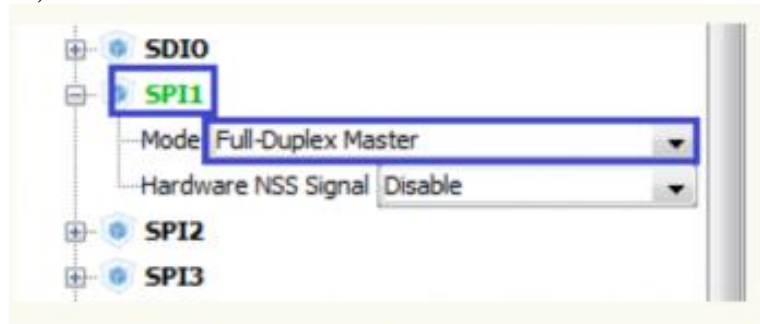 SDIO
SPI1
Mode Full-Duplex Master
Hardware NSS Signal Disable
SPI2
SPI3